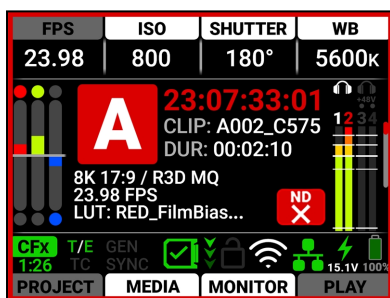 FPS ISO SHUTTER WB
23.98 800 180° 5600K
A
23:07:33:01
CLIP: A002_C575
DUR: 00:02:10
+48V
1 2 3 4
8K 17:9 / R3D MQ
23.98 FPS
LUT: RED_FilmBias...
ND
CFx T/E GEN
1:26 TC SYNC
15.1V 100%
PROJECT MEDIA MONITOR PLAY